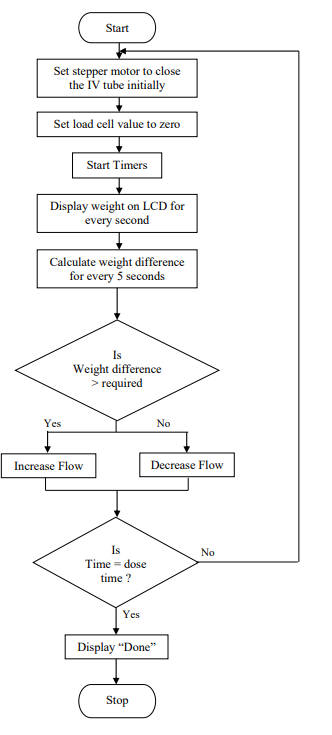 Start
Set stepper motor to close
the IV tube initially
Set load cell value to zero
Start Timers
Display weight on LCD for
every second
Calculate weight difference
for every 5 seconds
Is
Weight difference
> required
Yes
No
Increase Flow
Decrease Flow
Is
Time = dose
time ?
No
Yes
Display “Done”
Stop